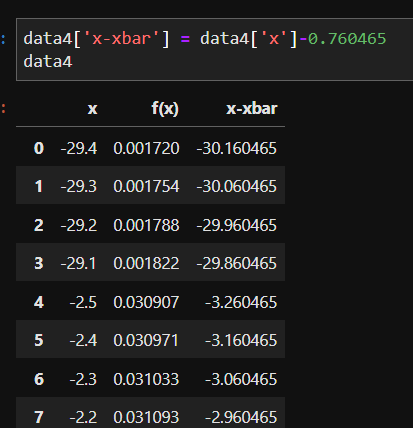 data4['x-xbar'] = data4['x']-0.760465
data4
x f(x) x-xbar
0 -29.4 0.001720 -30.160465
1 -29.3 0.001754 -30.060465
2 -29.2 0.001788 -29.960465
3 -29.1 0.001822 -29.860465
4 -2.5 0.030907 -3.260465
5 -2.4 0.030971 -3.160465
6 -2.3 0.031033 -3.060465
7 -2.2 0.031093 -2.960465